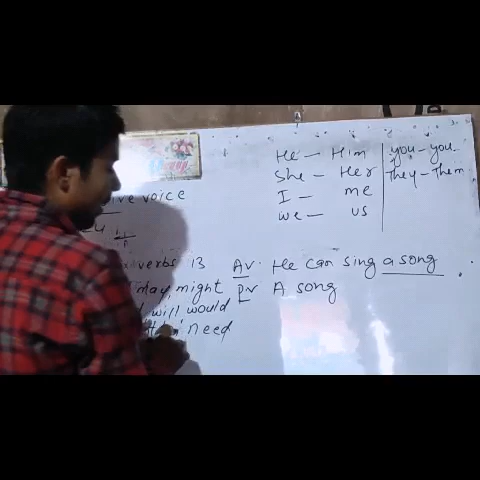 He – Him
She – Her
I – me
we – us
you – you
They – Them
ive voice
verbs 13
may might
will would
need
AV. He can sing a song.
PV A song